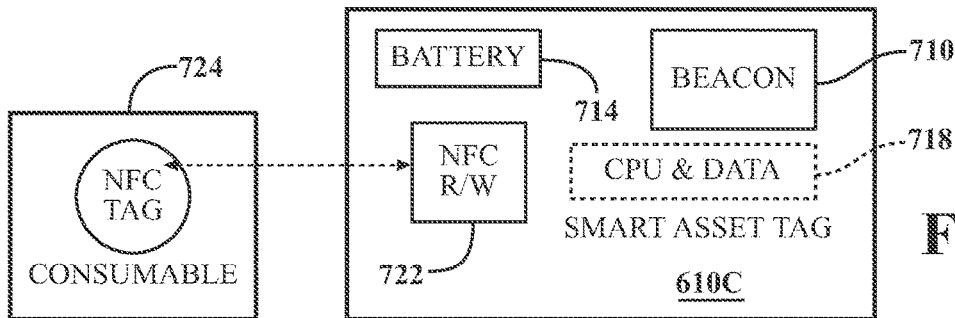 724
BATTERY
714
BEACON
710
718
NFC
TAG
NFC
R/W
CPU & DATA
SMART ASSET TAG
CONSUMABLE
722
610C
F